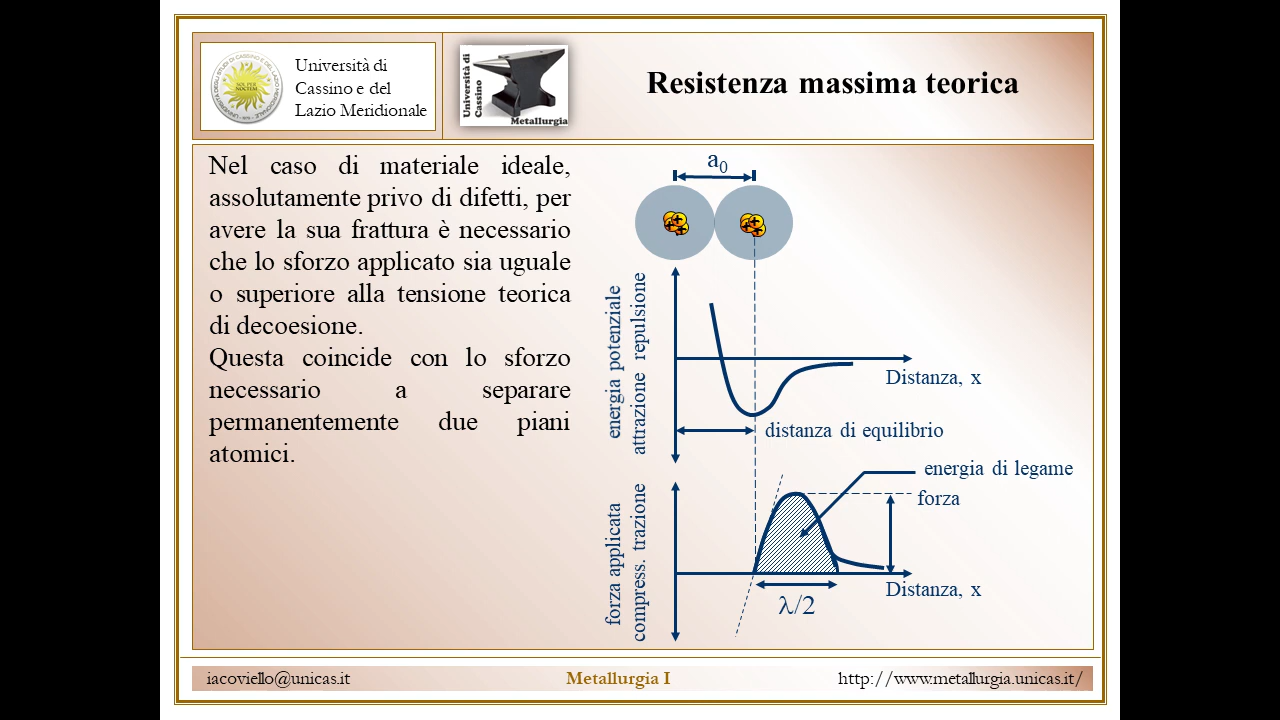 Università di
Cassino e del
Lazio Meridionale
Università di
Cassino
Metallurgia
Resistenza massima teorica
Nel caso di materiale ideale,
assolutamente privo di difetti, per
avere la sua frattura è necessario
che lo sforzo applicato sia uguale
o superiore alla tensione teorica
di decoesione.
Questa coincide con lo sforzo
necessario a separare
permanentemente due piani
atomici.
a₀
+ + + +
+ + + +
energia potenziale
attrazione repulsione
Distanza, x
distanza di equilibrio
energia di legame
forza
forza applicata
compress. trazione
Distanza, x
λ/2
iacoviello@unicas.it
Metallurgia I
http://www.metallurgia.unicas.it/